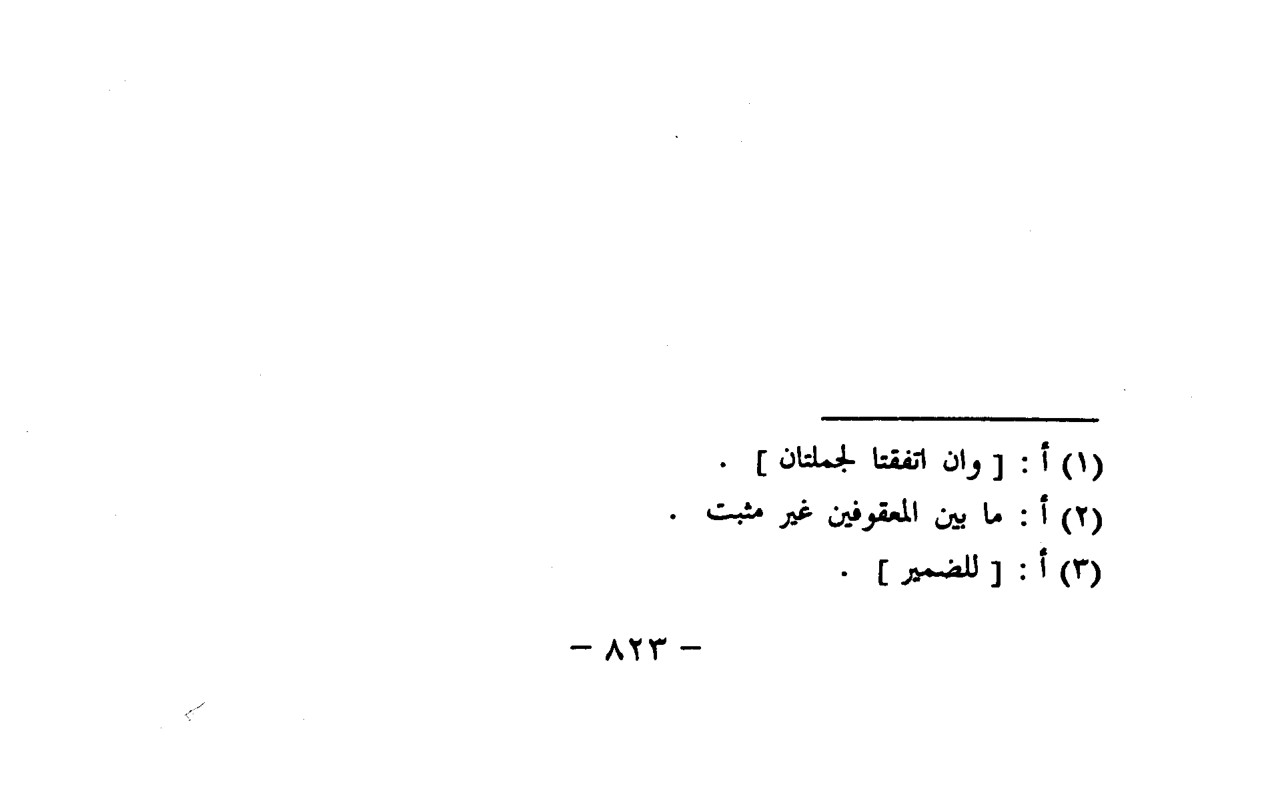 (١) أ : [ وان اتفقتا لجملتان ] .
(٢) أ : ما بين المعقوفين غير مثبت .
(٣) أ : [ للضمير ] .
– ٨٢٣ –